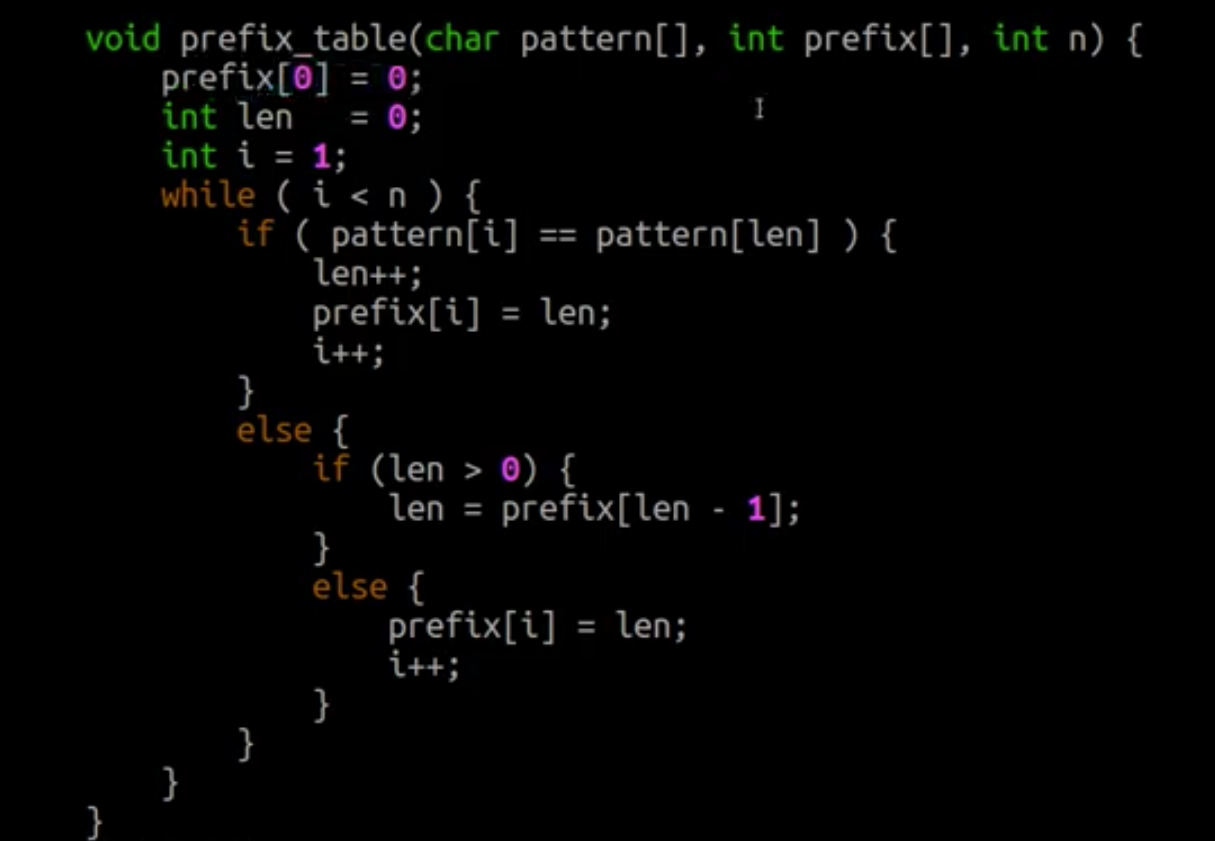 void prefix_table(char pattern[], int prefix[], int n) {
    prefix[0] = 0;
    int len   = 0;
    int i = 1;
    while ( i < n ) {
        if ( pattern[i] == pattern[len] ) {
            len++;
            prefix[i] = len;
            i++;
        }
        else {
            if (len > 0) {
                len = prefix[len - 1];
            }
            else {
                prefix[i] = len;
                i++;
            }
        }
    }
}